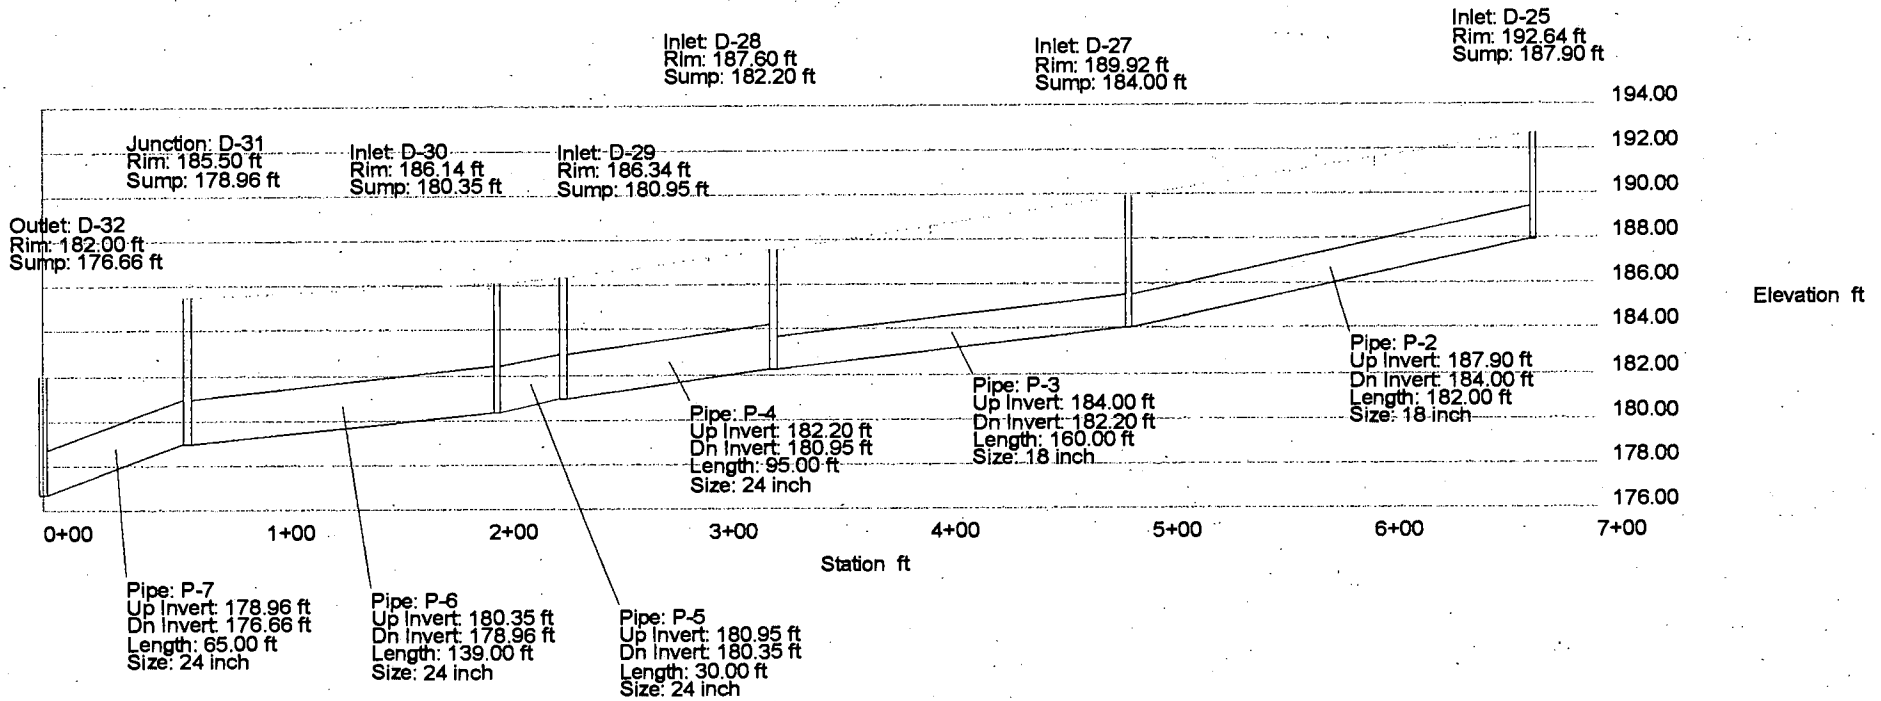 Inlet: D-25
Rim: 192.64 ft
Sump: 187.90 ft
Inlet: D-28
Rim: 187.60 ft
Sump: 182.20 ft
Inlet: D-27
Rim: 189.92 ft
Sump: 184.00 ft
Junction: D-31
Rim: 185.50 ft
Sump: 178.96 ft
Inlet: D-30
Rim: 186.14 ft
Sump: 180.35 ft
Inlet: D-29
Rim: 186.34 ft
Sump: 180.95 ft
Outlet: D-32
Rim: 182.00 ft
Sump: 176.66 ft
194.00
192.00
190.00
188.00
186.00
184.00
182.00
180.00
178.00
176.00
Elevation ft
Pipe: P-2
Up Invert: 187.90 ft
Dn Invert: 184.00 ft
Length: 182.00 ft
Size: 18 inch
Pipe: P-3
Up Invert: 184.00 ft
Dn Invert: 182.20 ft
Length: 160.00 ft
Size: 18 inch
Pipe: P-4
Up Invert: 182.20 ft
Dn Invert: 180.95 ft
Length: 95.00 ft
Size: 24 inch
0+00 1+00 2+00 3+00 4+00 5+00 6+00 7+00
Station ft
Pipe: P-7
Up Invert: 178.96 ft
Dn Invert: 176.66 ft
Length: 65.00 ft
Size: 24 inch
Pipe: P-6
Up Invert: 180.35 ft
Dn Invert: 178.96 ft
Length: 139.00 ft
Size: 24 inch
Pipe: P-5
Up Invert: 180.95 ft
Dn Invert: 180.35 ft
Length: 30.00 ft
Size: 24 inch